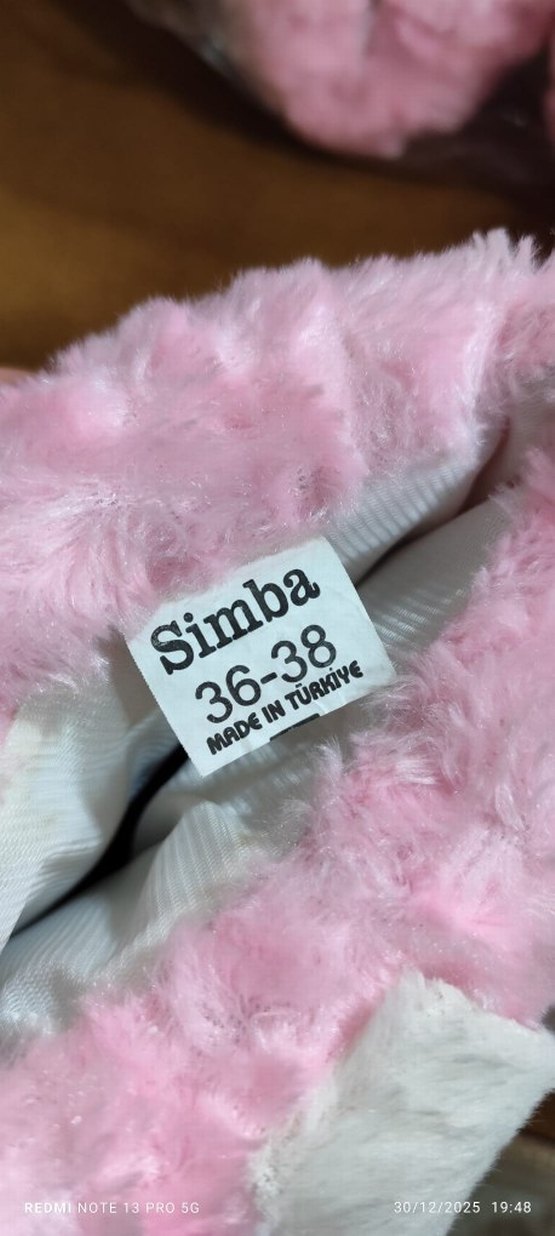 Simba
36-38
MADE IN TÜRKİYE
REDMI NOTE 13 PRO 5G
30/12/2025 19:48